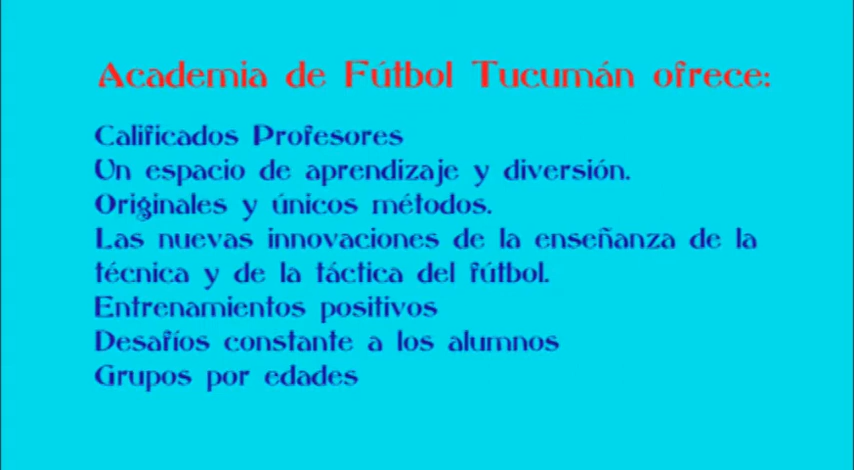 Academia de Fútbol Tucumán ofrece:
Calificados Profesores
Un espacio de aprendizaje y diversión.
Originales y únicos métodos.
Las nuevas innovaciones de la enseñanza de la
técnica y de la táctica del fútbol.
Entrenamientos positivos
Desafíos constante a los alumnos
Grupos por edades